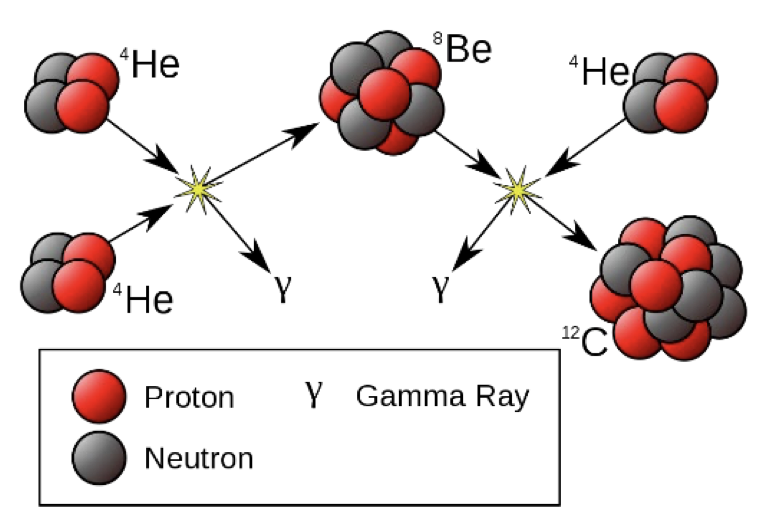 ⁴He
⁸Be
⁴He
⁴He
γ
γ
¹²C
Proton
γ Gamma Ray
Neutron